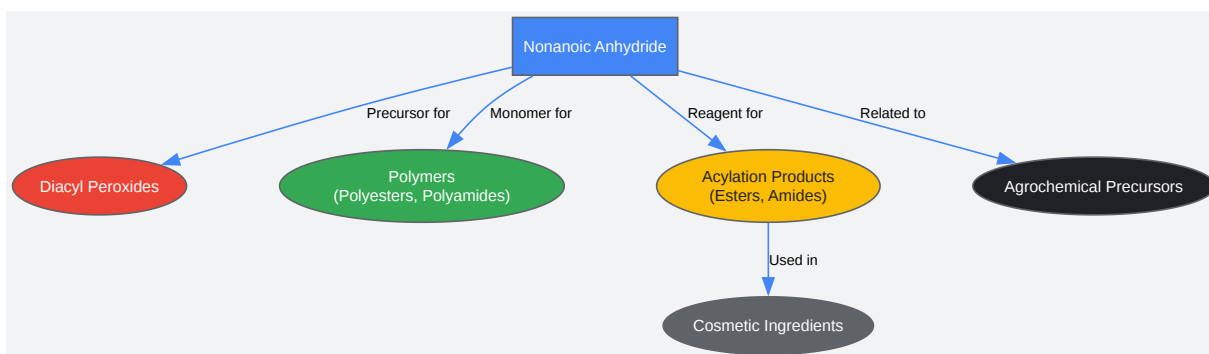 Nonanoic Anhydride
Precursor for
Monomer for
Reagent for
Related to
Diacyl Peroxides
Polymers
(Polyesters, Polyamides)
Acylation Products
(Esters, Amides)
Agrochemical Precursors
Used in
Cosmetic Ingredients